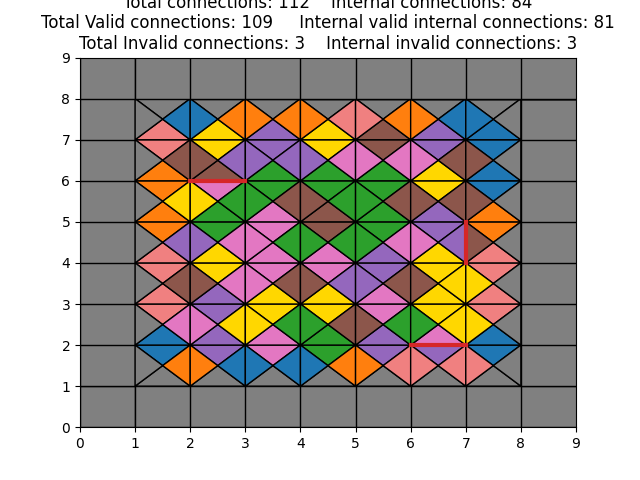 Total connections: 112    Internal connections: 84
Total Valid connections: 109    Internal valid internal connections: 81
Total Invalid connections: 3    Internal invalid connections: 3
9
8
7
6
5
4
3
2
1
0
0 1 2 3 4 5 6 7 8 9